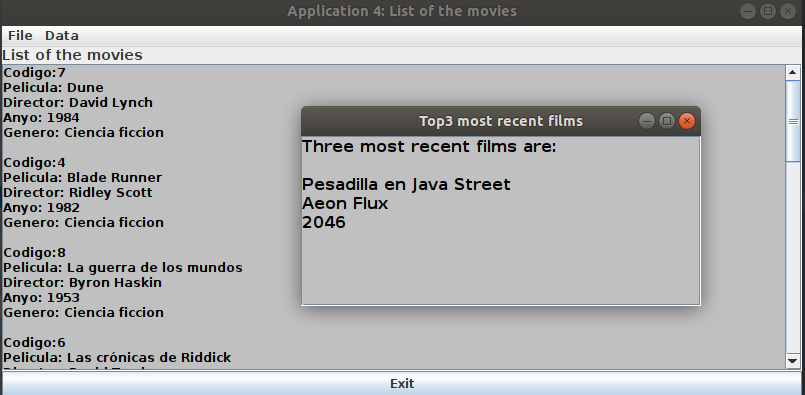 Application 4: List of the movies
File Data
List of the movies
Codigo:7
Pelicula: Dune
Director: David Lynch
Anyo: 1984
Genero: Ciencia ficcion
Codigo:4
Pelicula: Blade Runner
Director: Ridley Scott
Anyo: 1982
Genero: Ciencia ficcion
Codigo:8
Pelicula: La guerra de los mundos
Director: Byron Haskin
Anyo: 1953
Genero: Ciencia ficcion
Codigo:6
Pelicula: Las crónicas de Riddick
Top3 most recent films
Three most recent films are:
Pesadilla en Java Street
Aeon Flux
2046
Exit